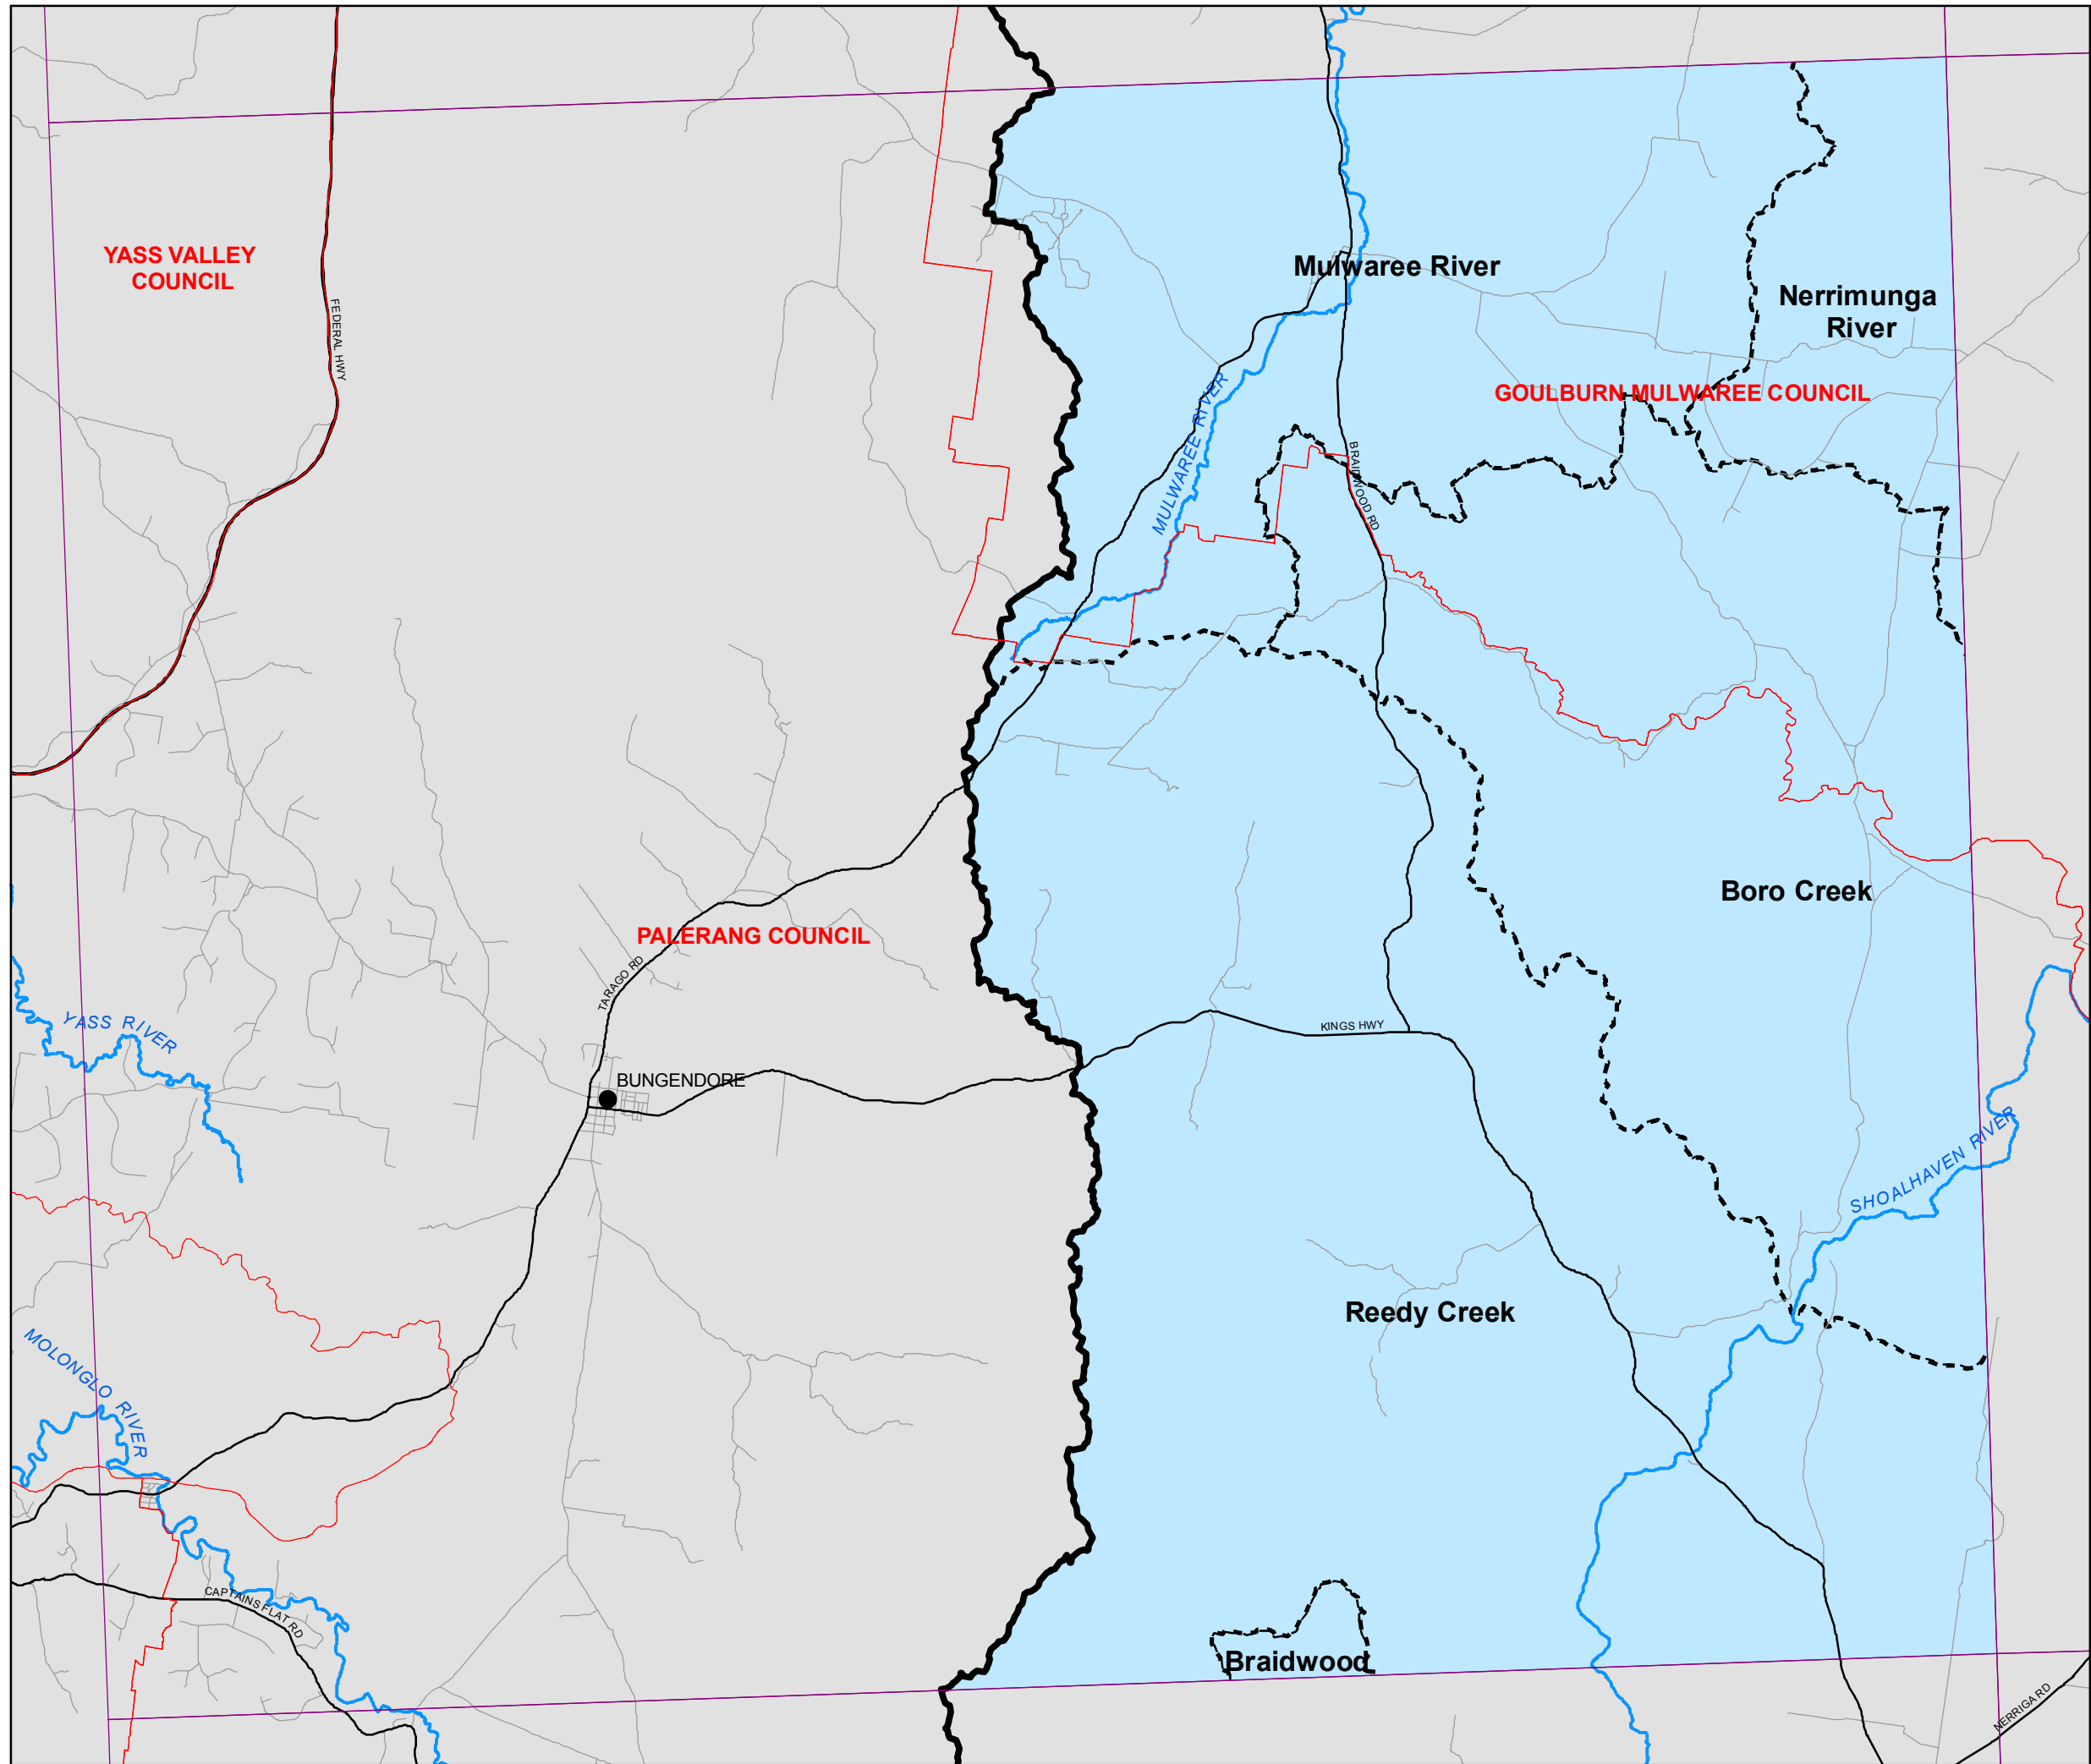 YASS VALLEY
COUNCIL
FEDERAL HWY
Mulwaree River
Nerrimunga
River
GOULBURN MULWAREE COUNCIL
MULWAREE RIVER
BRAIDWOOD RD
Boro Creek
PALERANG COUNCIL
TARAGO RD
YASS RIVER
KINGS HWY
BUNGENDORE
SHOALHAVEN RIVER
Reedy Creek
MOLONGLO RIVER
CAPTAINS FLAT RD
Braidwood
NERRIGA RD